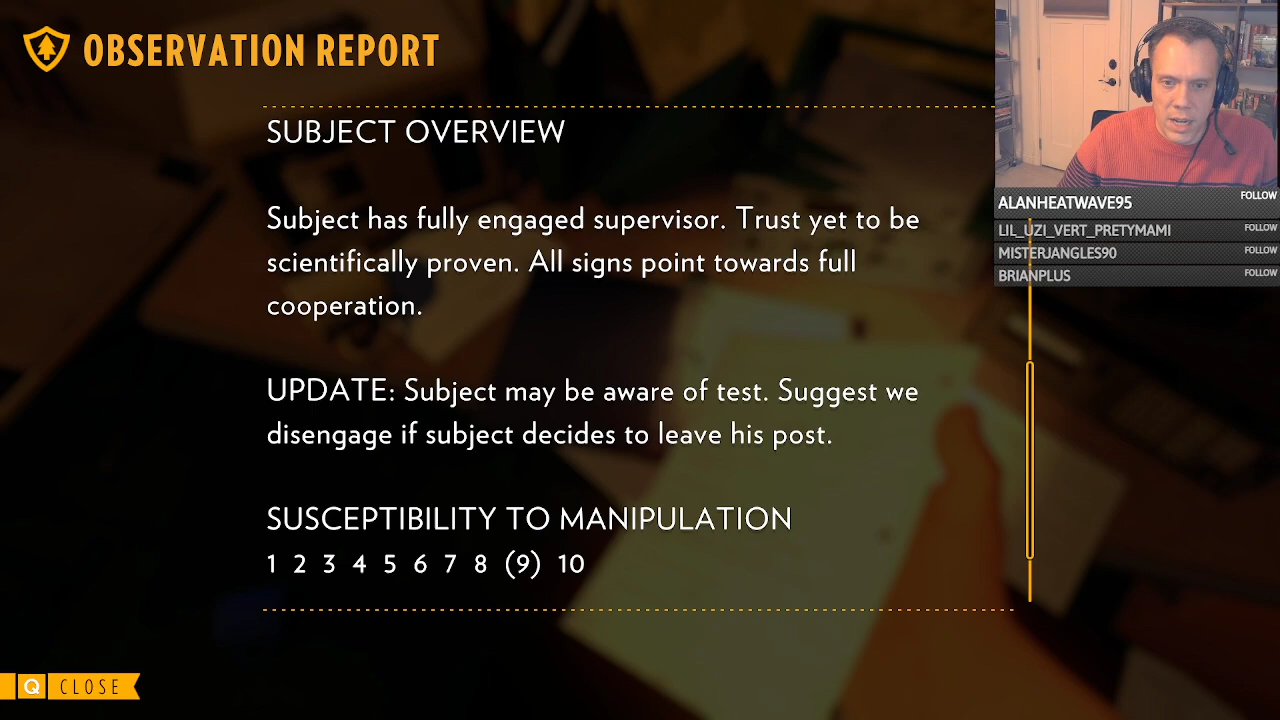 OBSERVATION REPORT
SUBJECT OVERVIEW
Subject has fully engaged supervisor. Trust yet to be
scientifically proven. All signs point towards full
cooperation.
UPDATE: Subject may be aware of test. Suggest we
disengage if subject decides to leave his post.
SUSCEPTIBILITY TO MANIPULATION
1 2 3 4 5 6 7 8 (9) 10
Q CLOSE
ALANHEATWAVE95 FOLLOW
LIL_UZI_VERT_PRETYMAMI FOLLOW
MISTERJANGLES90 FOLLOW
BRIANPLUS FOLLOW